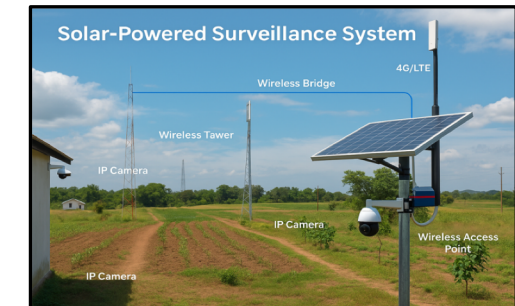 Solar-Powered Surveillance System
4G/LTE
Wireless Bridge
Wireless Tawer
IP Camera
IP Camera
Wireless Access
Point
IP Camera